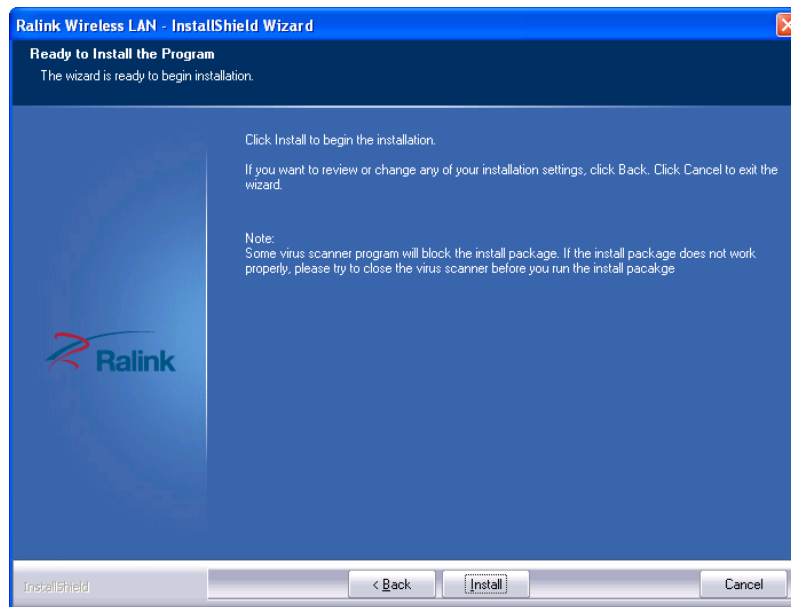 Ralink Wireless LAN - InstallShield Wizard
Ready to Install the Program
The wizard is ready to begin installation.
Click Install to begin the installation.
If you want to review or change any of your installation settings, click Back. Click Cancel to exit the
wizard.
Note:
Some virus scanner program will block the install package. If the install package does not work
properly, please try to close the virus scanner before you run the install pacakge
Ralink
InstallShield
< Back
Install
Cancel